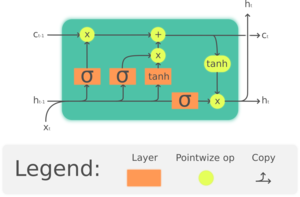 hₜ
cₜ₋₁ x + cₜ
x tanh
σ σ tanh
hₜ₋₁ σ x hₜ
xₜ
Legend: Layer Pointwize op Copy